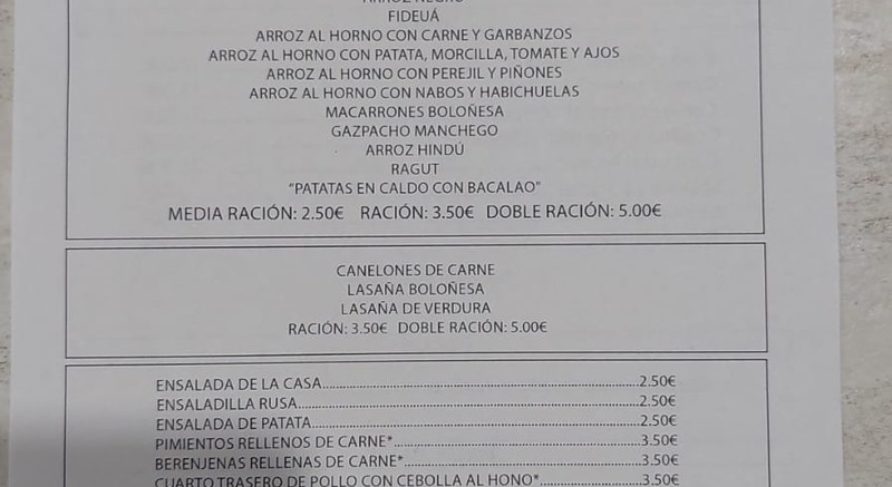 ARROZ NEGRO
FIDEUÁ
ARROZ AL HORNO CON CARNE Y GARBANZOS
ARROZ AL HORNO CON PATATA, MORCILLA, TOMATE Y AJOS
ARROZ AL HORNO CON PEREJIL Y PIÑONES
ARROZ AL HORNO CON NABOS Y HABICHUELAS
MACARRONES BOLOÑESA
GAZPACHO MANCHEGO
ARROZ HINDÚ
RAGUT
"PATATAS EN CALDO CON BACALAO"
MEDIA RACIÓN: 2.50€ RACIÓN: 3.50€ DOBLE RACIÓN: 5.00€
CANELONES DE CARNE
LASAÑA BOLOÑESA
LASAÑA DE VERDURA
RACIÓN: 3.50€ DOBLE RACIÓN: 5.00€
ENSALADA DE LA CASA 2.50€
ENSALADILLA RUSA 2.50€
ENSALADA DE PATATA 2.50€
PIMIENTOS RELLENOS DE CARNE* 3.50€
BERENJENAS RELLENAS DE CARNE* 3.50€
CUARTO TRASERO DE POLLO CON CEBOLLA AL HONO* 3.50€